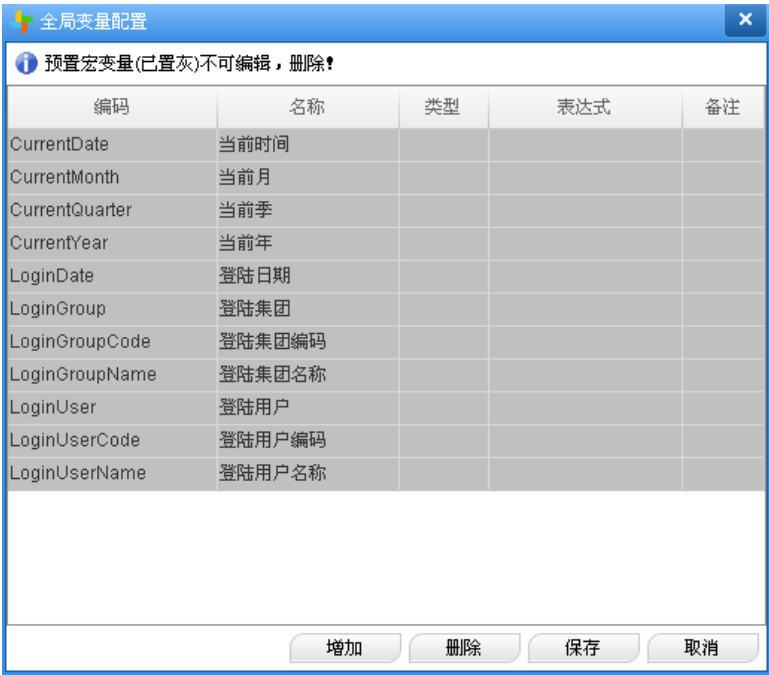 全局变量配置
预置宏变量(已置灰)不可编辑，删除!
编码 名称 类型 表达式 备注
CurrentDate 当前时间
CurrentMonth 当前月
CurrentQuarter 当前季
CurrentYear 当前年
LoginDate 登陆日期
LoginGroup 登陆集团
LoginGroupCode 登陆集团编码
LoginGroupName 登陆集团名称
LoginUser 登陆用户
LoginUserCode 登陆用户编码
LoginUserName 登陆用户名称
增加 删除 保存 取消